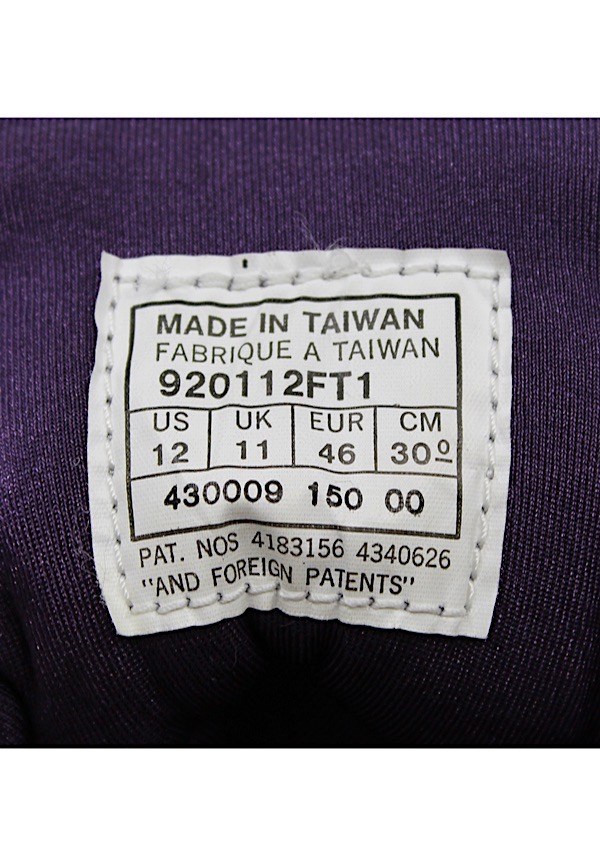 MADE IN TAIWAN
FABRIQUE A TAIWAN
920112FT1
US UK EUR CM
12 11 46 30º
430009 150 00
PAT. NOS 4183156 4340626
"AND FOREIGN PATENTS"